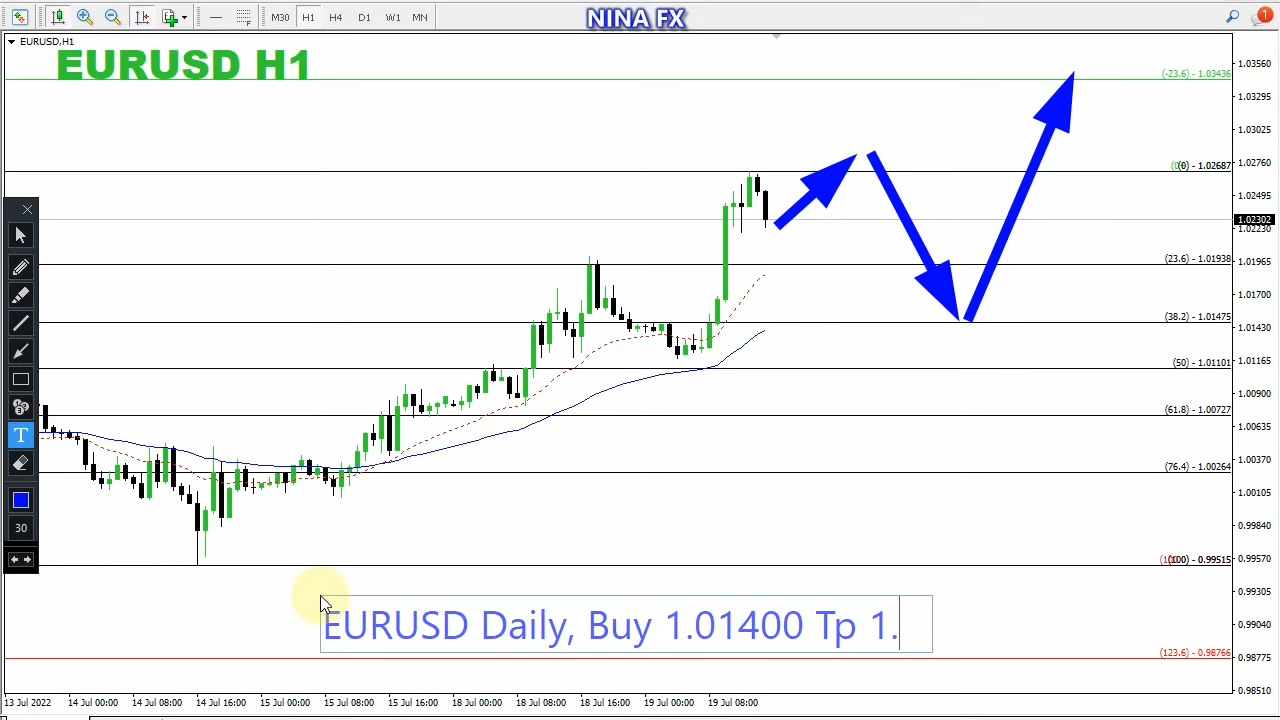 M30 H1 H4 D1 W1 MN
NINA FX
1
EURUSD,H1
EURUSD H1
(-23.6) - 1.03436
(0) - 1.02687
(23.6) - 1.01938
(38.2) - 1.01475
(50) - 1.01101
(61.8) - 1.00727
(76.4) - 1.00264
(100) - 0.99515
(123.6) - 0.98766
1.03560
1.03295
1.03025
1.02760
1.02495
1.02302
1.02230
1.01965
1.01700
1.01430
1.01165
1.00900
1.00635
1.00370
1.00105
0.99840
0.99570
0.99305
0.99040
0.98775
0.98510
T
30
EURUSD Daily, Buy 1.01400 Tp 1.
13 Jul 2022 14 Jul 00:00 14 Jul 08:00 14 Jul 16:00 15 Jul 00:00 15 Jul 08:00 15 Jul 16:00 18 Jul 00:00 18 Jul 08:00 18 Jul 16:00 19 Jul 00:00 19 Jul 08:00